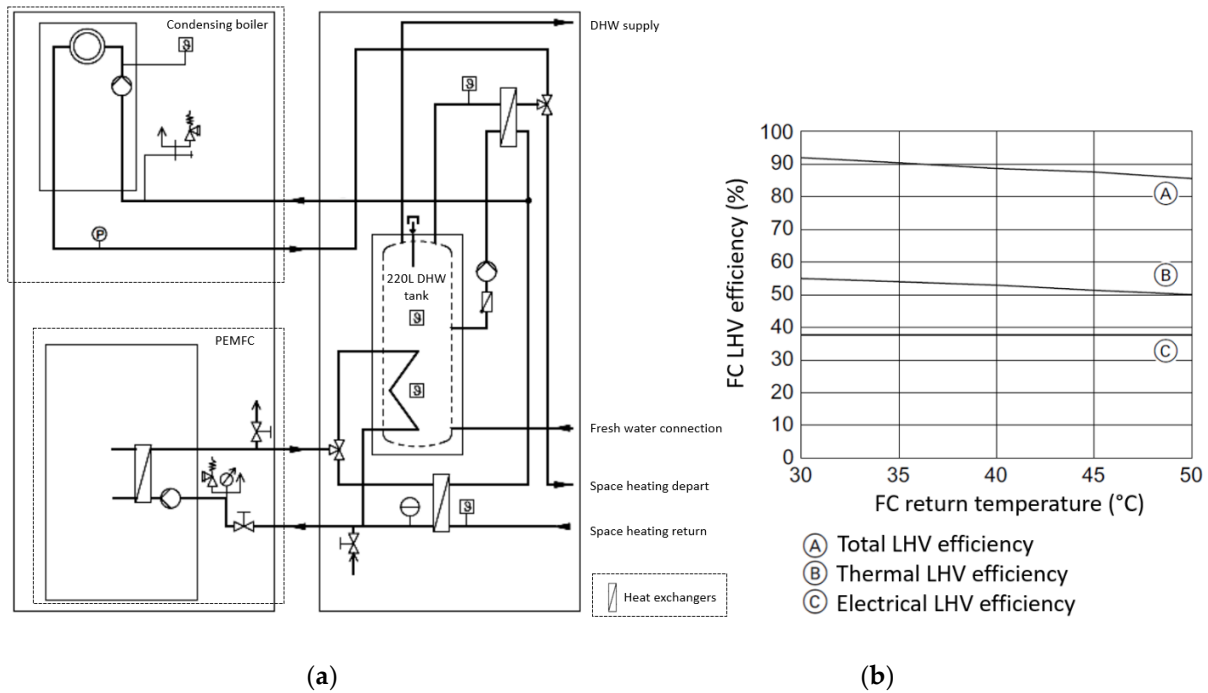 Condensing boiler
DHW supply
ϑ
ϑ
P
220L DHW
tank
ϑ
ϑ
PEMFC
Fresh water connection
Space heating depart
ϑ
Space heating return
Heat exchangers
(a)
FC LHV efficiency (%)
100
90
80
70
60
50
40
30
20
10
0
A
B
C
30
35
40
45
50
FC return temperature (°C)
A Total LHV efficiency
B Thermal LHV efficiency
C Electrical LHV efficiency
(b)